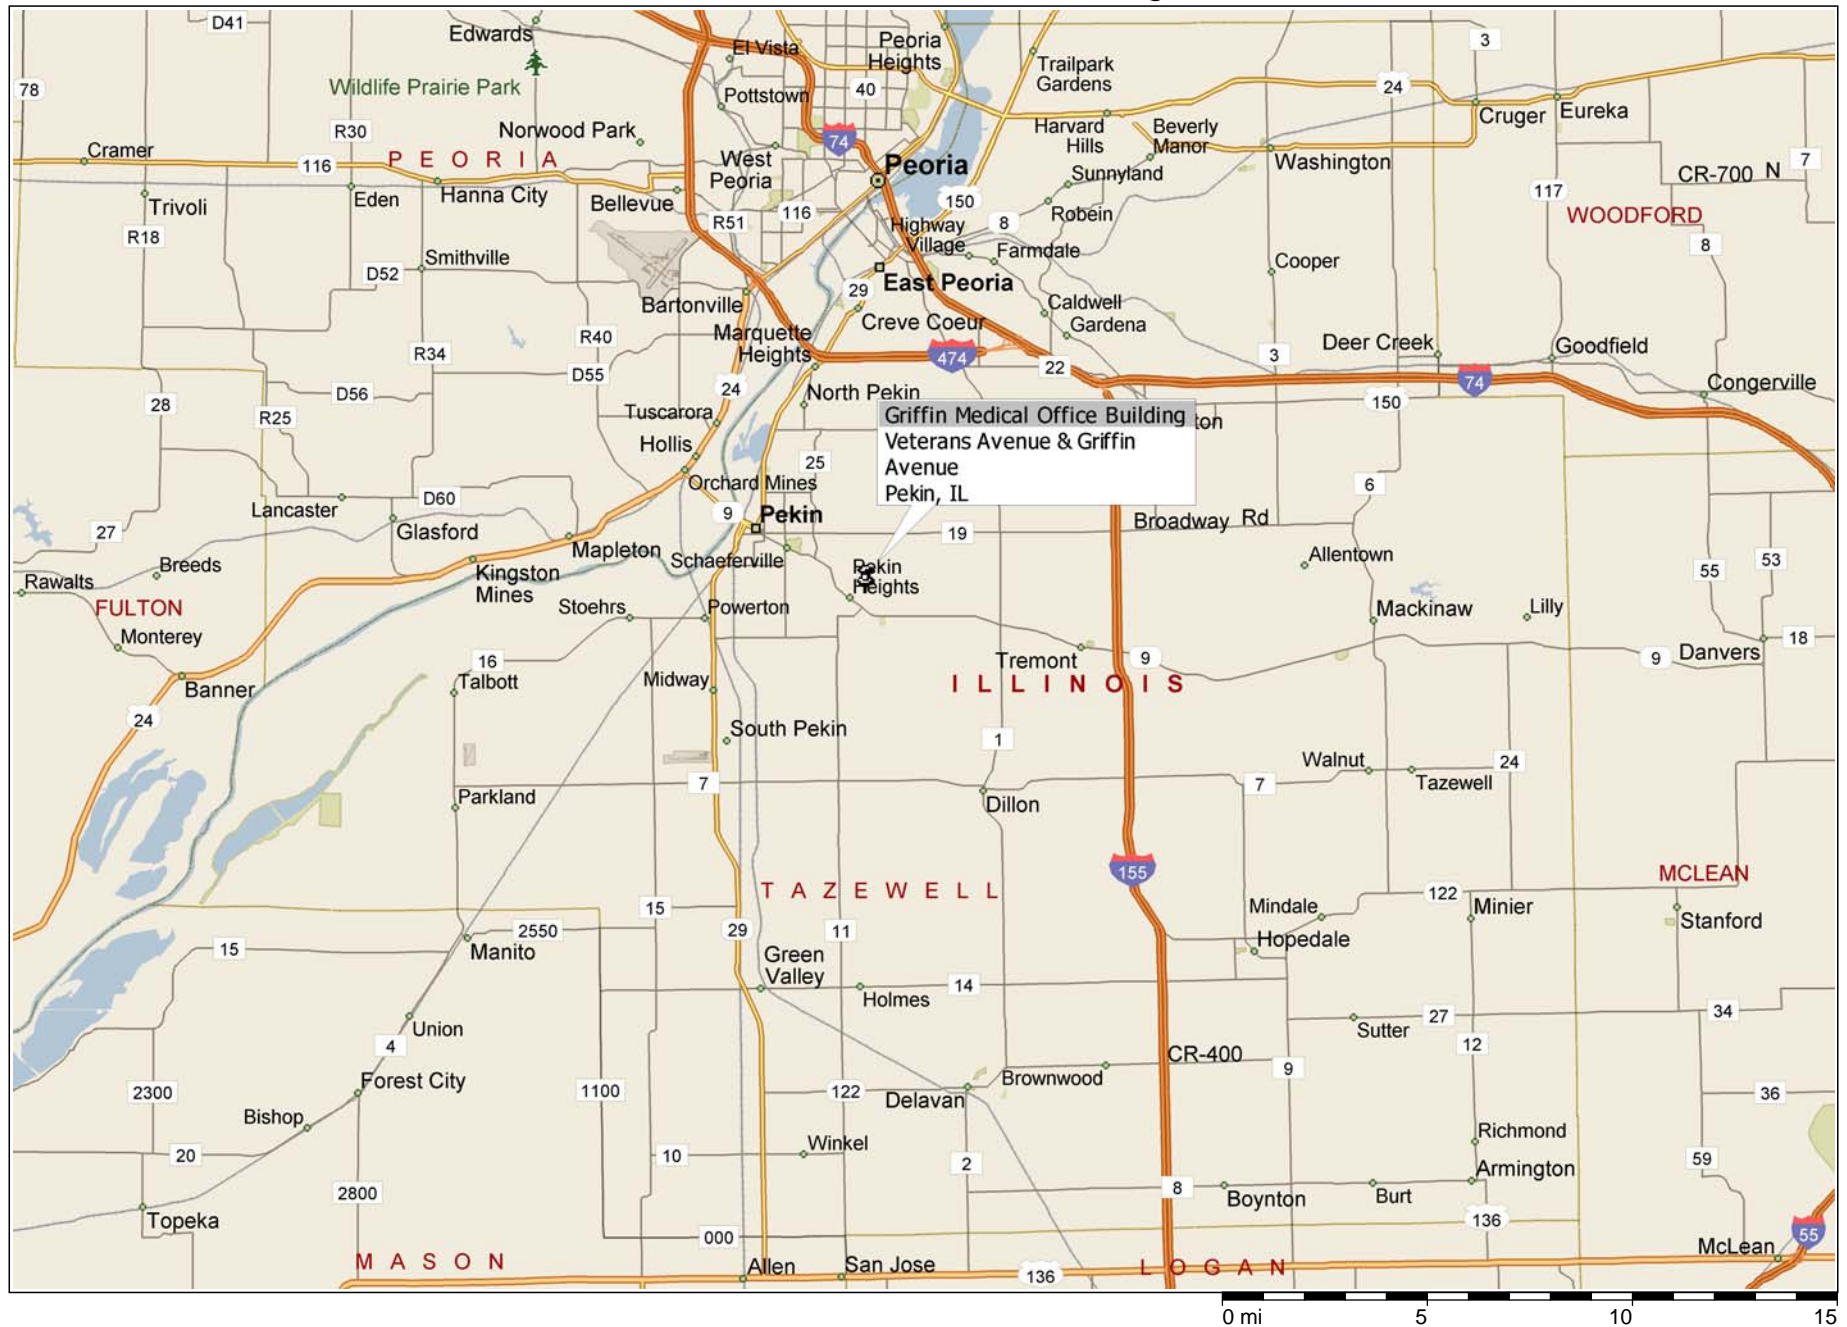 D41
Edwards
El Vista
Peoria
Heights
3
Trailpark
Gardens
78
Wildlife Prairie Park
Pottstown
40
24
Cruger
Eureka
R30
Norwood Park
74
Harvard
Hills
Beverly
Manor
Cramer
116
PEORIA
West
Peoria
Peoria
Washington
7
Sunnyland
CR-700 N
Trivoli
Eden
Hanna City
Bellevue
150
117
R18
R51
116
Highway
Village
8
Robein
WOODFORD
8
D52
Smithville
Farmdale
Cooper
East Peoria
Bartonville
29
Caldwell
Gardena
Creve Coeur
R40
Marquette
Heights
R34
474
22
3
Deer Creek
Goodfield
D55
74
Congerville
D56
24
North Pekin
150
28
R25
Tuscarora
Griffin Medical Office Building
Veterans Avenue & Griffin
Avenue
Pekin, IL
ton
Hollis
25
Orchard Mines
6
D60
Lancaster
9
Pekin
Broadway Rd
27
Glasford
19
Mapleton
Schaeferville
Allentown
53
Breeds
Pekin
Heights
55
Rawalts
Kingston
Mines
FULTON
Stoehrs
Powerton
Mackinaw
Lilly
Monterey
18
16
Tremont
9
9
Danvers
Banner
Talbott
Midway
ILLINOIS
24
South Pekin
1
Walnut
24
7
7
Tazewell
Parkland
Dillon
155
MCLEAN
TAZEWELL
122
15
Mindale
Minier
Stanford
2550
29
11
Hopedale
15
Manito
Green
Valley
14
Holmes
34
27
Union
Sutter
4
12
CR-400
9
Forest City
Brownwood
2300
1100
122
Delavan
36
Bishop
Richmond
Winkel
20
10
2
59
Armington
2800
8
Boynton
Burt
Topeka
136
000
55
McLean
MASON
Allen
San Jose
136
LOGAN
0 mi 5 10 15